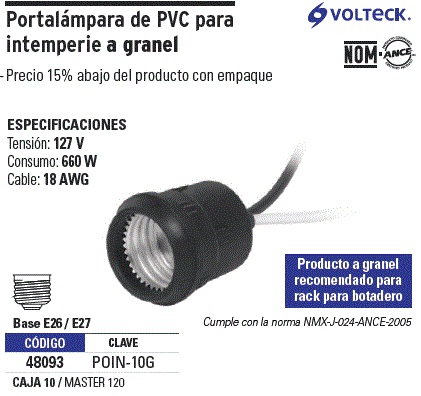 Portalámpara de PVC para
intemperie a granel
VOLTECK.
NOM-ANCE
- Precio 15% abajo del producto con empaque
ESPECIFICACIONES
Tensión: 127 V
Consumo: 660 W
Cable: 18 AWG
Producto a granel
recomendado para
rack para botadero
Base E26 / E27
Cumple con la norma NMX-J-024-ANCE-2005
CÓDIGO CLAVE
48093 POIN-10G
CAJA 10 / MASTER 120